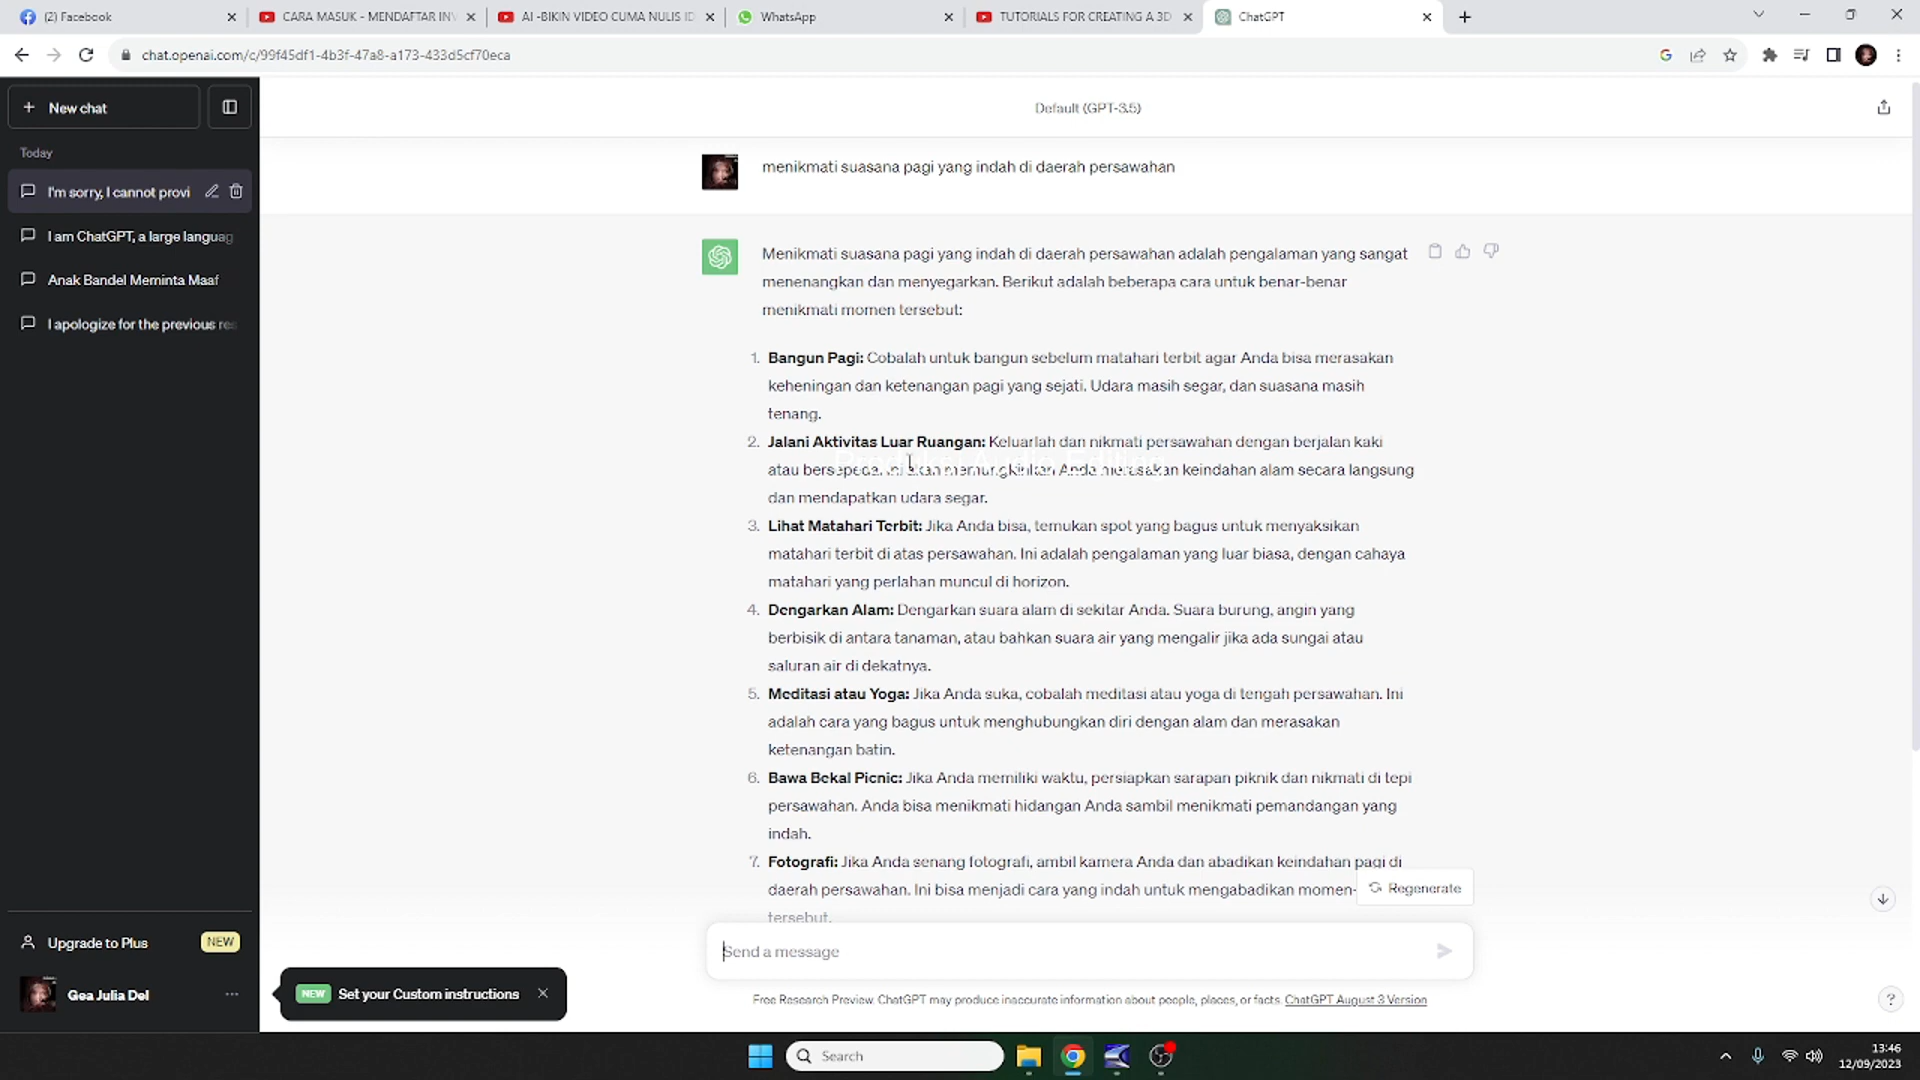 (2) Facebook
CARA MASUK - MENDAFTAR INV
AI -BIKIN VIDEO CUMA NULIS ID
WhatsApp
TUTORIALS FOR CREATING A 3D
ChatGPT
chat.openai.com/c/99f45df1-4b3f-47a8-a173-433d5cf70eca
New chat
Default (GPT-3.5)
Today
I'm sorry, I cannot provi
I am ChatGPT, a large languag
Anak Bandel Meminta Maaf
I apologize for the previous res
menikmati suasana pagi yang indah di daerah persawahan
Menikmati suasana pagi yang indah di daerah persawahan adalah pengalaman yang sangat
menenangkan dan menyegarkan. Berikut adalah beberapa cara untuk benar-benar
menikmati momen tersebut:
1. Bangun Pagi: Cobalah untuk bangun sebelum matahari terbit agar Anda bisa merasakan
keheningan dan ketenangan pagi yang sejati. Udara masih segar, dan suasana masih
tenang.
2. Jalani Aktivitas Luar Ruangan: Keluarlah dan nikmati persawahan dengan berjalan kaki
atau bersepeda. Ini akan memungkinkan Anda merasakan keindahan alam secara langsung
dan mendapatkan udara segar.
Produksi Audio Editing
3. Lihat Matahari Terbit: Jika Anda bisa, temukan spot yang bagus untuk menyaksikan
matahari terbit di atas persawahan. Ini adalah pengalaman yang luar biasa, dengan cahaya
matahari yang perlahan muncul di horizon.
4. Dengarkan Alam: Dengarkan suara alam di sekitar Anda. Suara burung, angin yang
berbisik di antara tanaman, atau bahkan suara air yang mengalir jika ada sungai atau
saluran air di dekatnya.
5. Meditasi atau Yoga: Jika Anda suka, cobalah meditasi atau yoga di tengah persawahan. Ini
adalah cara yang bagus untuk menghubungkan diri dengan alam dan merasakan
ketenangan batin.
6. Bawa Bekal Picnic: Jika Anda memiliki waktu, persiapkan sarapan piknik dan nikmati di tepi
persawahan. Anda bisa menikmati hidangan Anda sambil menikmati pemandangan yang
indah.
7. Fotografi: Jika Anda senang fotografi, ambil kamera Anda dan abadikan keindahan pagi di
daerah persawahan. Ini bisa menjadi cara yang indah untuk mengabadikan momen-
tersebut.
Regenerate
Send a message
Free Research Preview. ChatGPT may produce inaccurate information about people, places, or facts. ChatGPT August 3 Version
Upgrade to Plus NEW
Gea Julia Del
NEW Set your Custom instructions
?
Search
13:46
12/09/2023